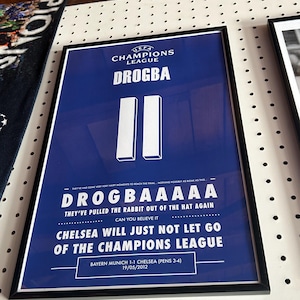 UEFA
CHAMPIONS
LEAGUE
DROGBA
11
DROGBAAAAA
THEY'VE PULLED THE RABBIT OUT OF THE HAT AGAIN
CAN YOU BELIEVE IT
CHELSEA WILL JUST NOT LET GO
OF THE CHAMPIONS LEAGUE
BAYERN MUNICH 1-1 CHELSEA (PENS 3-4)
19/05/2012